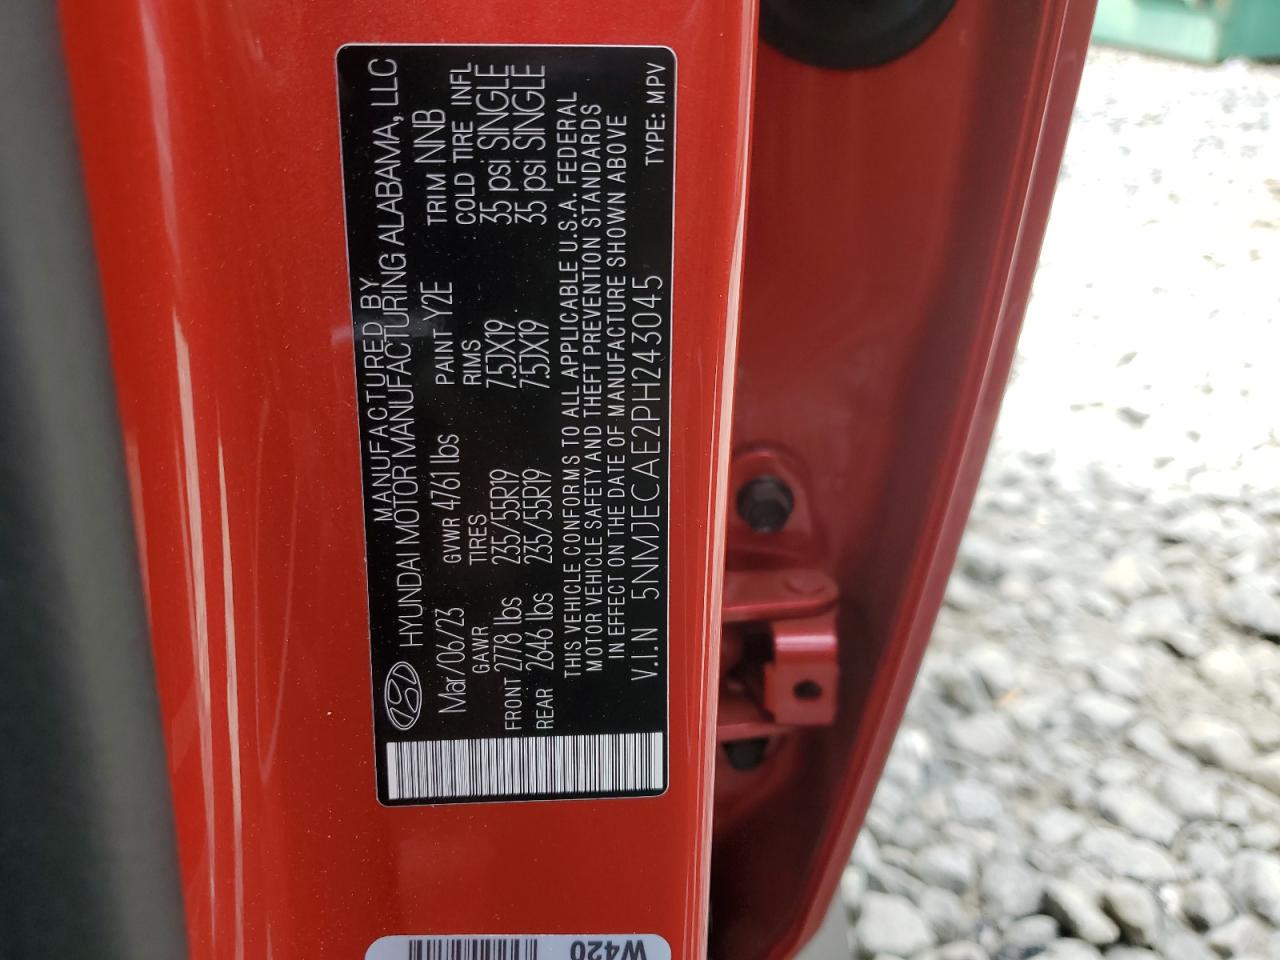 MANUFACTURED BY
HYUNDAI MOTOR MANUFACTURING ALABAMA, LLC
Mar/06/23 GVWR 4761 lbs PAINT Y2E TRIM NNB
GAWR TIRES RIMS COLD TIRE INFL
FRONT 2778 lbs 235/55R19 7.5JX19 35 psi SINGLE
REAR 2646 lbs 235/55R19 7.5JX19 35 psi SINGLE
THIS VEHICLE CONFORMS TO ALL APPLICABLE U.S.A. FEDERAL
MOTOR VEHICLE SAFETY AND THEFT PREVENTION STANDARDS
IN EFFECT ON THE DATE OF MANUFACTURE SHOWN ABOVE
V.I.N 5NMJECAE2PH243045 TYPE: MPV
W420